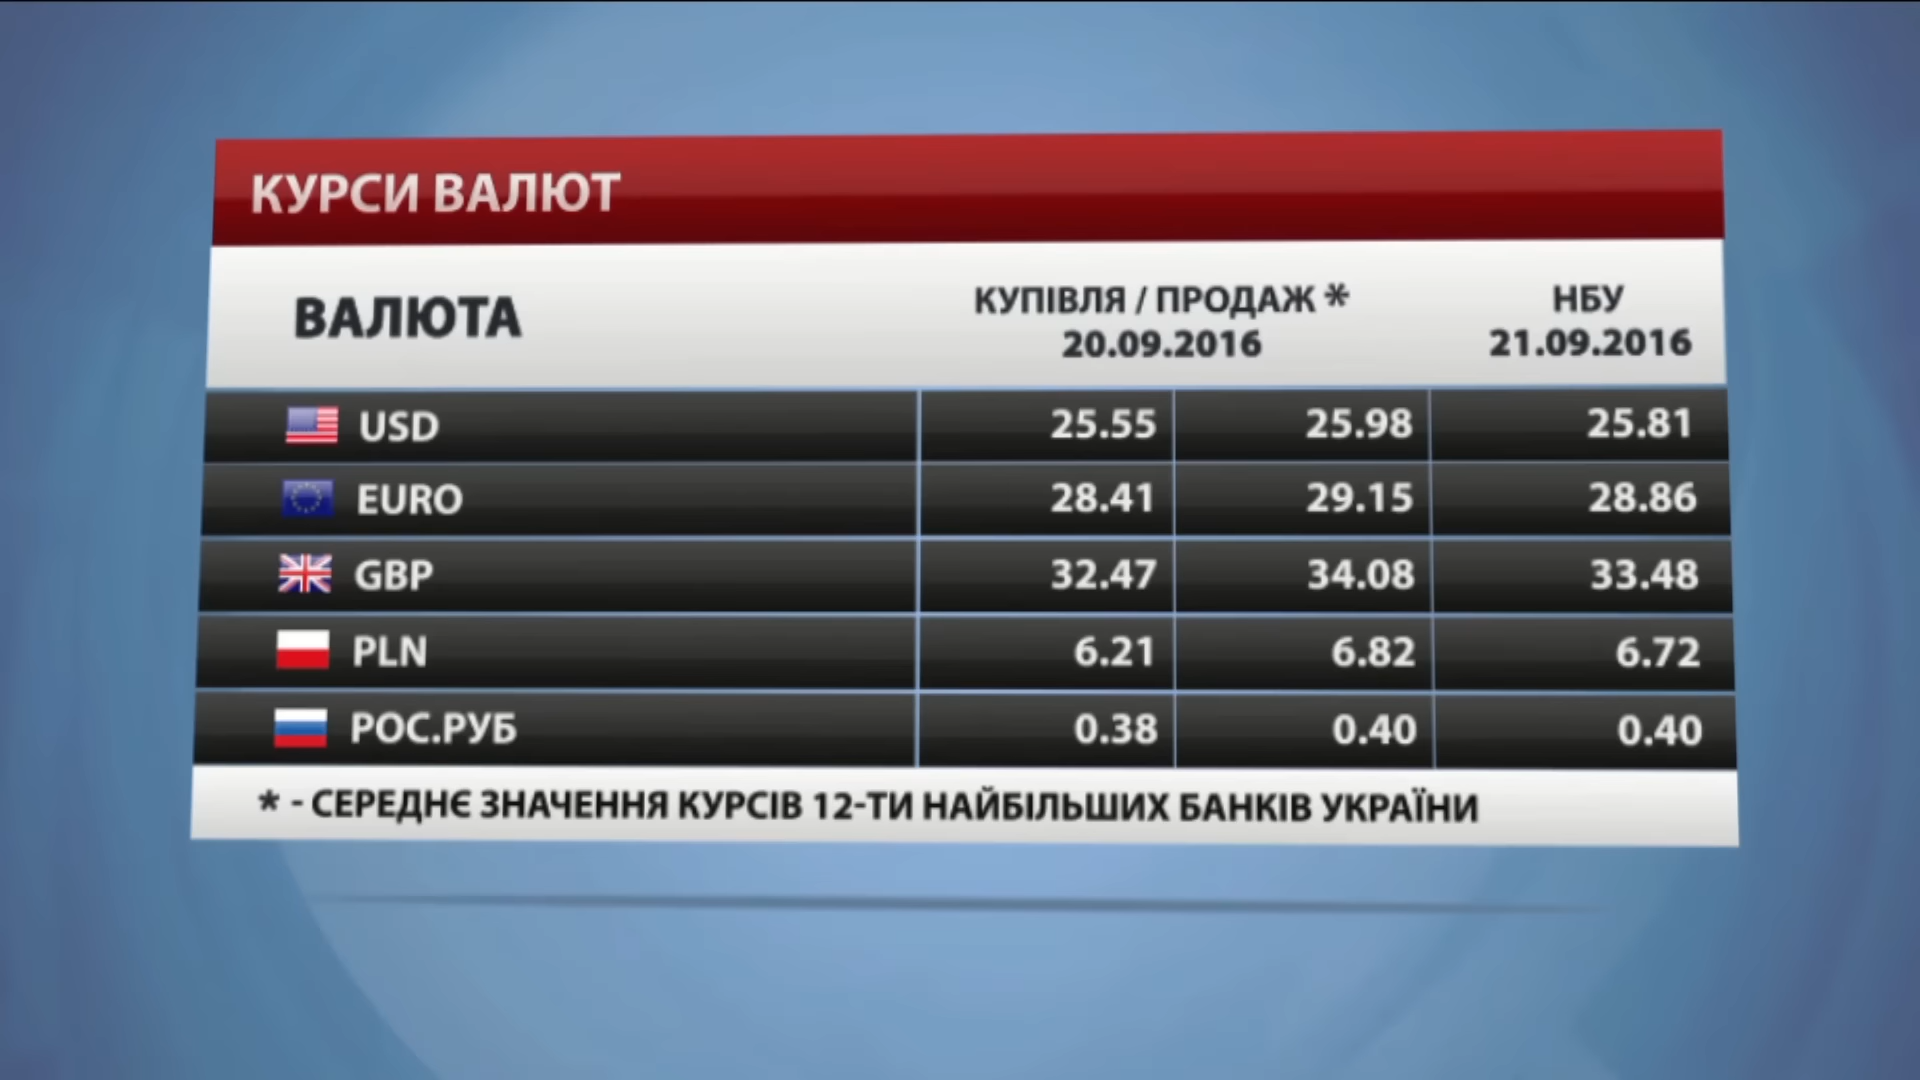 КУРСИ ВАЛЮТ
ВАЛЮТА
КУПІВЛЯ / ПРОДАЖ *
20.09.2016
НБУ
21.09.2016
USD 25.55 25.98 25.81
EURO 28.41 29.15 28.86
GBP 32.47 34.08 33.48
PLN 6.21 6.82 6.72
РОС.РУБ 0.38 0.40 0.40
* - СЕРЕДНЄ ЗНАЧЕННЯ КУРСІВ 12-ТИ НАЙБІЛЬШИХ БАНКІВ УКРАЇНИ